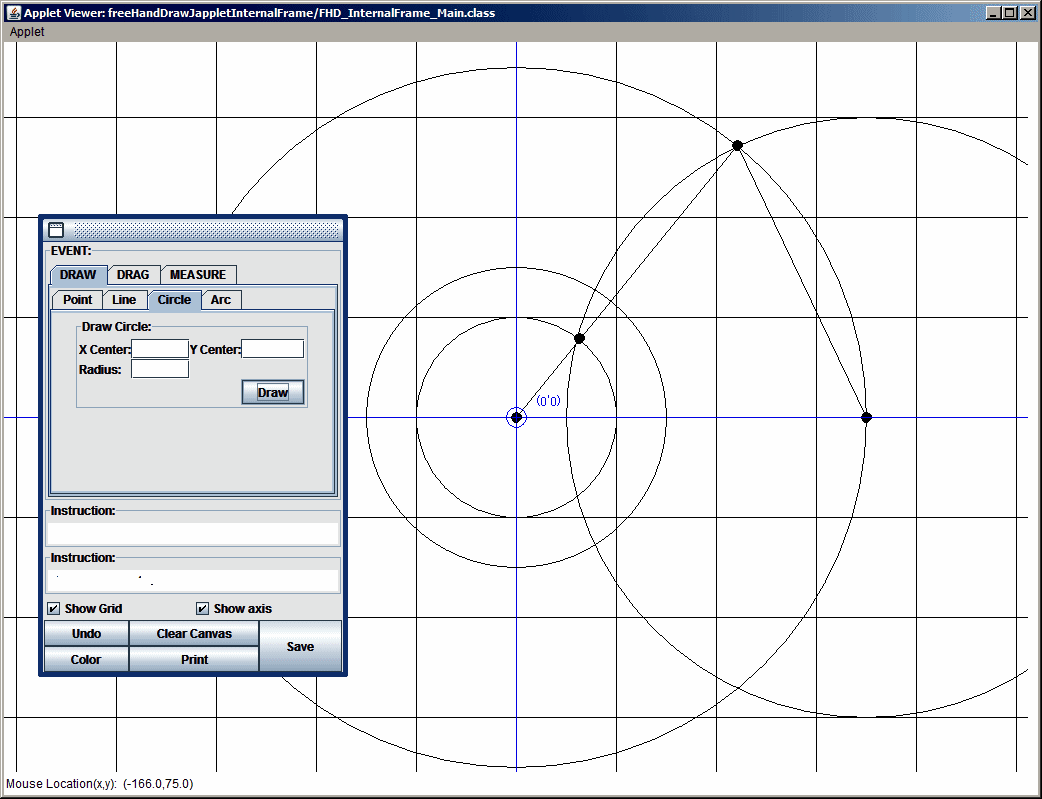 Applet Viewer: freeHandDrawJappletInternalFrame/FHD_InternalFrame_Main.class
Applet
EVENT:
DRAW DRAG MEASURE
Point Line Circle Arc
Draw Circle:
X Center: Y Center:
Radius:
Draw
(0'0)
Instruction:
Instruction:
Show Grid Show axis
Undo Clear Canvas Save
Color Print
Mouse Location(x,y): (-166.0,75.0)